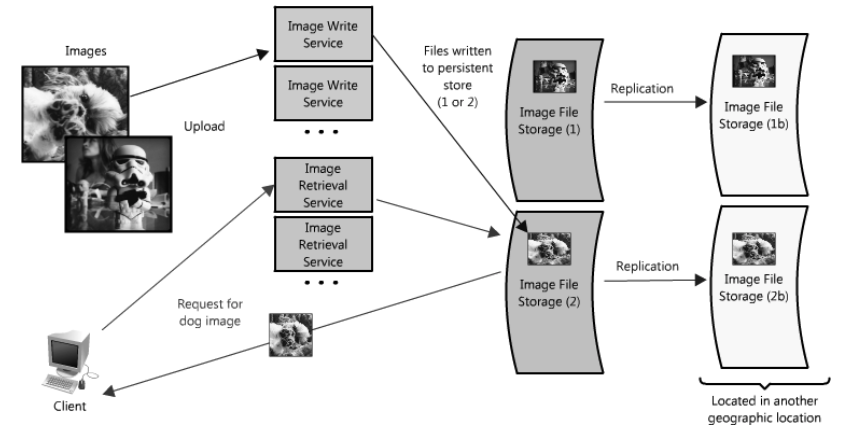 Images
Upload
Image Write
Service
Image Write
Service
• • •
Image
Retrieval
Service
Image
Retrieval
Service
• • •
Files written
to persistent
store
(1 or 2)
Image File
Storage (1)
Replication
Image File
Storage (1b)
Image File
Storage (2)
Replication
Image File
Storage (2b)
Request for
dog image
Client
Located in another
geographic location